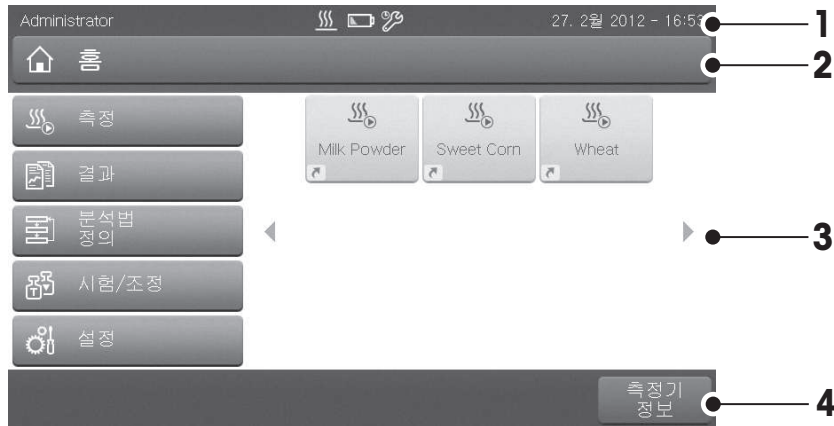 Administrator
27. 2월 2012 - 16:53
1
홈
2
측정
Milk Powder
Sweet Corn
Wheat
결과
분석법
정의
3
시험/조정
설정
측정기
정보
4